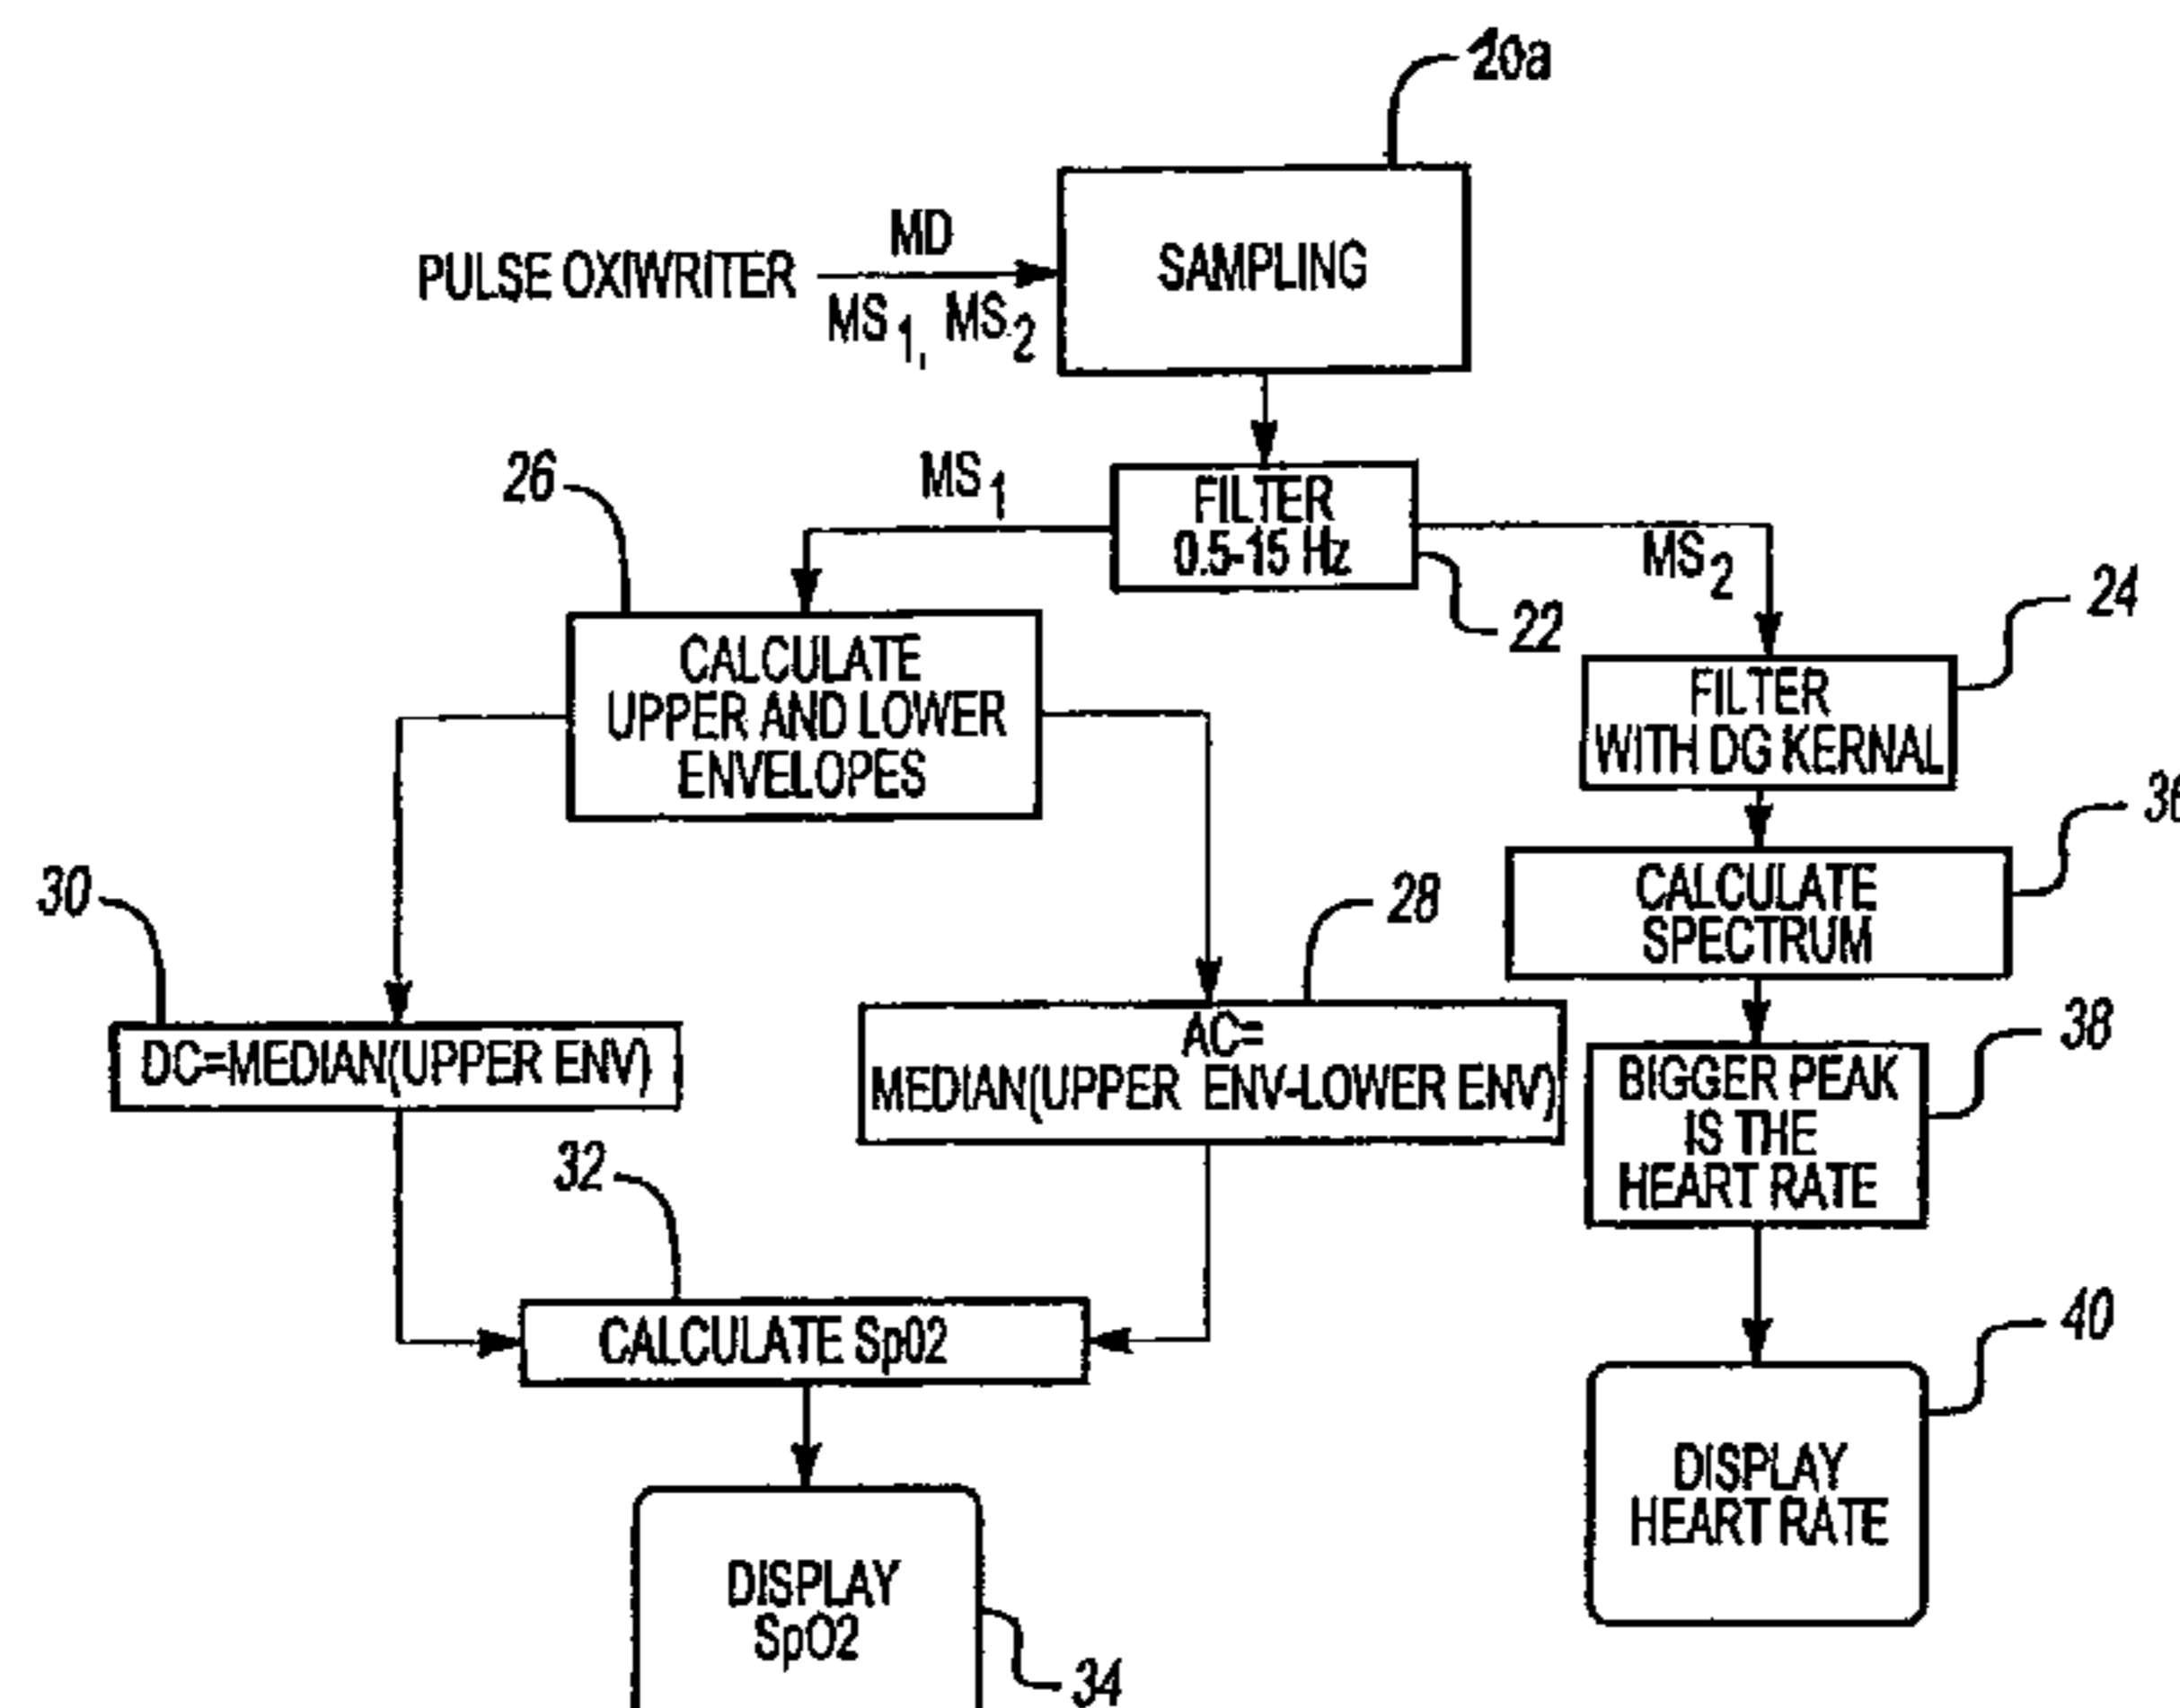 20a
MD
PULSE OXIWRITER
MS1, MS2
SAMPLING
MS1
FILTER
0.5-15 Hz
MS2
22
26
CALCULATE
UPPER AND LOWER
ENVELOPES
24
FILTER
WITH DG KERNAL
36
CALCULATE
SPECTRUM
30
DC=MEDIAN(UPPER ENV)
28
AC=
MEDIAN(UPPER ENV-LOWER ENV)
38
BIGGER PEAK
IS THE
HEART RATE
32
CALCULATE Sp02
40
DISPLAY
HEART RATE
DISPLAY
SpO2
34